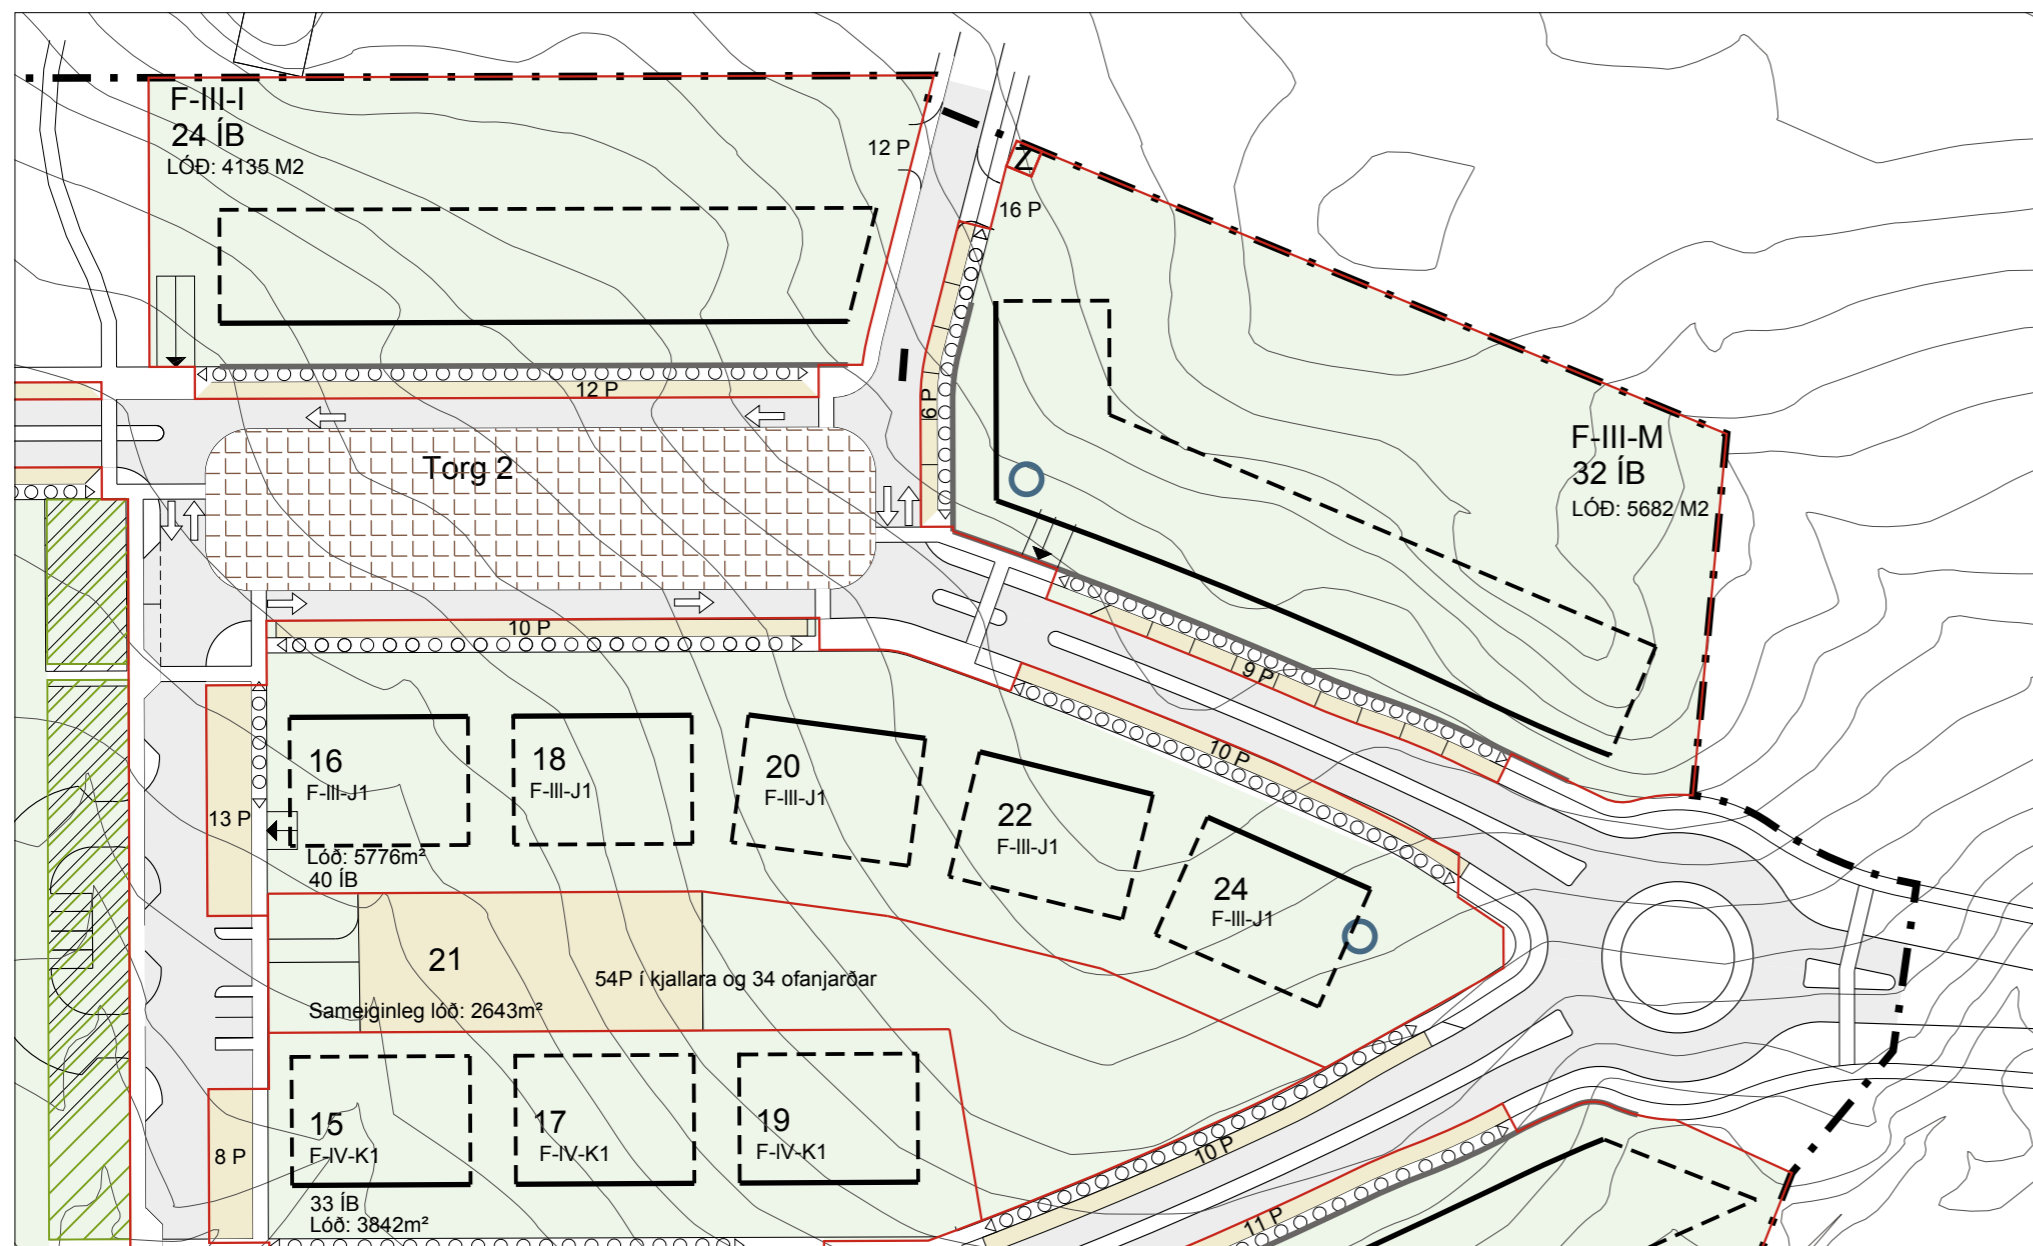 F-III-I
24 ÍB
LÓÐ: 4135 M2
12 P
16 P
Z
12 P
6 P
Torg 2
F-III-M
32 ÍB
LÓÐ: 5682 M2
10 P
9 P
10 P
16
F-III-J1
18
F-III-J1
20
F-III-J1
22
F-III-J1
24
F-III-J1
13 P
Lóð: 5776m²
40 ÍB
21
54P í kjallara og 34 ofanjarðar
Sameiginleg lóð: 2643m²
15
F-IV-K1
17
F-IV-K1
19
F-IV-K1
8 P
10 P
33 ÍB
Lóð: 3842m²
11 P